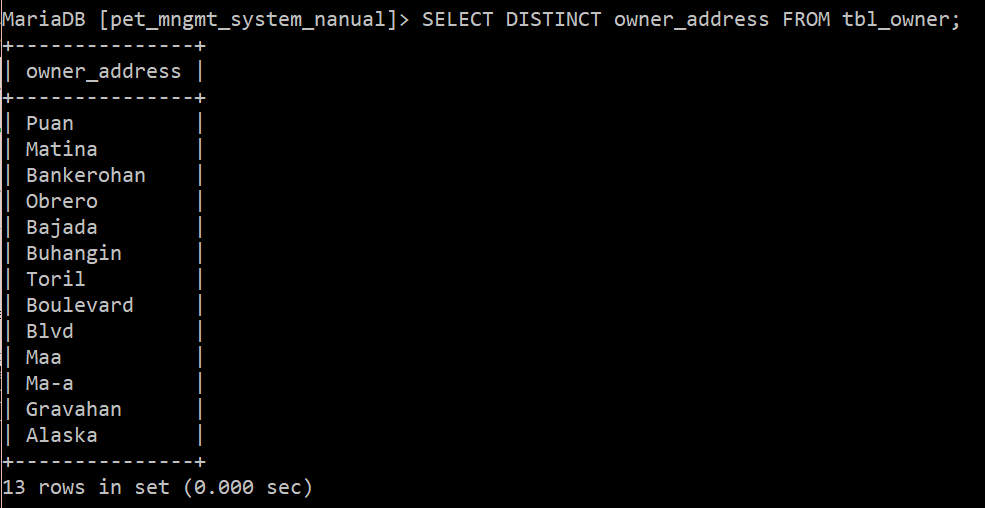 MariaDB [pet_mngmt_system_nanual]> SELECT DISTINCT owner_address FROM tbl_owner;
+---------------+
| owner_address |
+---------------+
| Puan          |
| Matina        |
| Bankerohan    |
| Obrero        |
| Bajada        |
| Buhangin      |
| Toril         |
| Boulevard     |
| Blvd          |
| Maa           |
| Ma-a          |
| Gravahan      |
| Alaska        |
+---------------+
13 rows in set (0.000 sec)